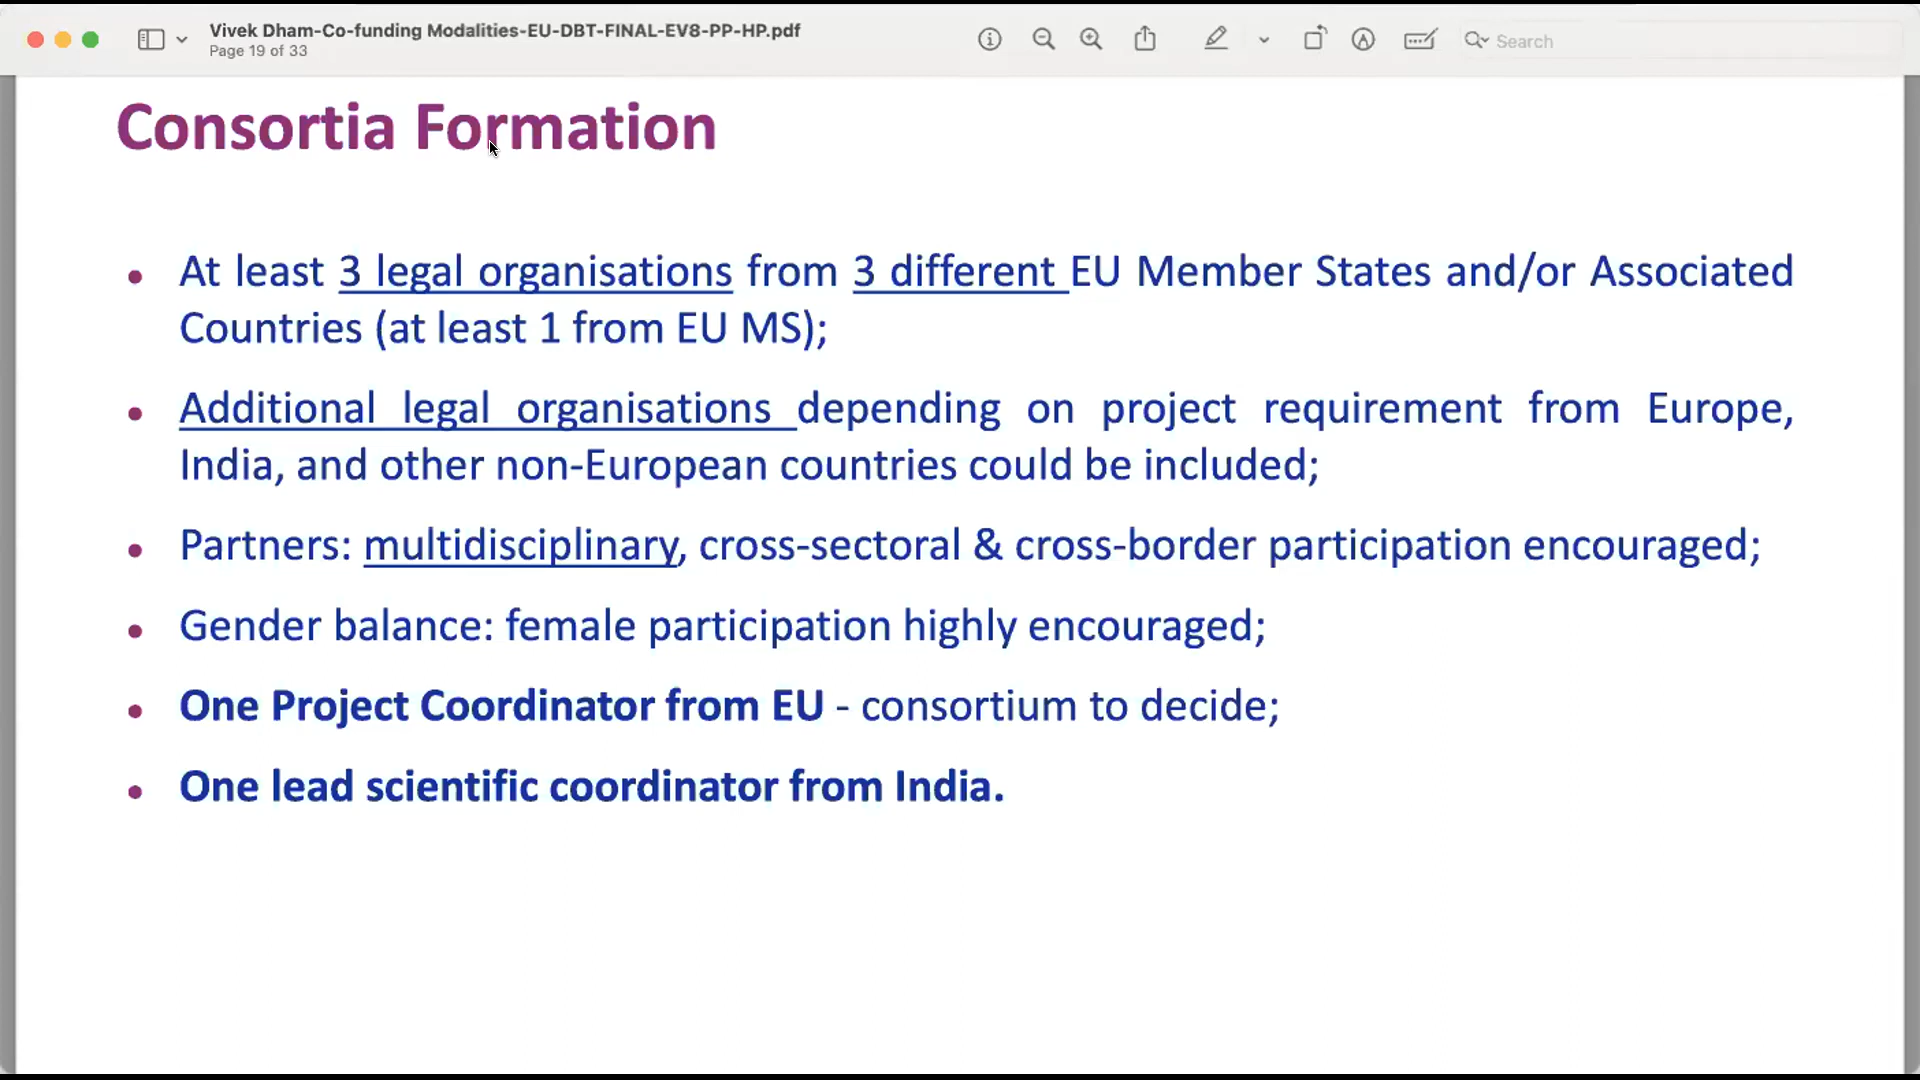 Vivek Dham-Co-funding Modalities-EU-DBT-FINAL-EV8-PP-HP.pdf
Page 19 of 33
Search
Consortia Formation
• At least 3 legal organisations from 3 different EU Member States and/or Associated
Countries (at least 1 from EU MS);
• Additional legal organisations depending on project requirement from Europe,
India, and other non-European countries could be included;
• Partners: multidisciplinary, cross-sectoral & cross-border participation encouraged;
• Gender balance: female participation highly encouraged;
• One Project Coordinator from EU - consortium to decide;
• One lead scientific coordinator from India.